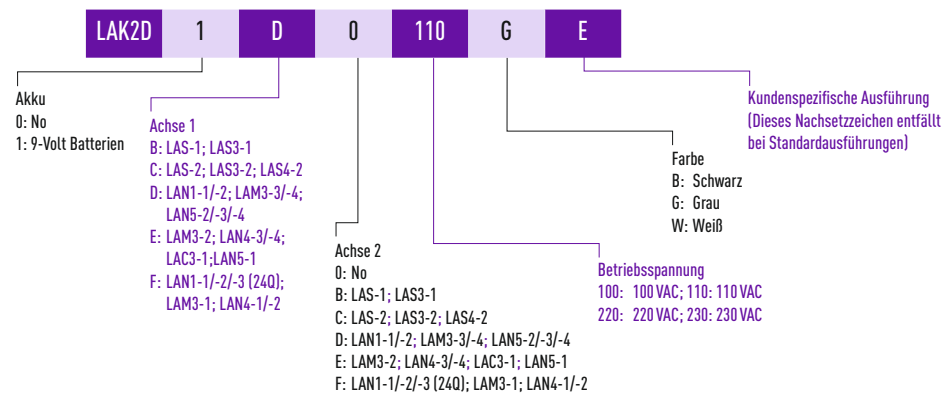 LAK2D 1 D 0 110 G E
Akku
0: No
1: 9-Volt Batterien
Achse 1
B: LAS-1; LAS3-1
C: LAS-2; LAS3-2; LAS4-2
D: LAN1-1/-2; LAM3-3/-4;
LAN5-2/-3/-4
E: LAM3-2; LAN4-3/-4;
LAC3-1;LAN5-1
F: LAN1-1/-2/-3 (24Q);
LAM3-1; LAN4-1/-2
Achse 2
0: No
B: LAS-1; LAS3-1
C: LAS-2; LAS3-2; LAS4-2
D: LAN1-1/-2; LAM3-3/-4; LAN5-2/-3/-4
E: LAM3-2; LAN4-3/-4; LAC3-1; LAN5-1
F: LAN1-1/-2/-3 (24Q); LAM3-1; LAN4-1/-2
Betriebsspannung
100: 100 VAC; 110: 110 VAC
220: 220 VAC; 230: 230 VAC
Farbe
B: Schwarz
G: Grau
W: Weiß
Kundenspezifische Ausführung
(Dieses Nachsetzzeichen entfällt
bei Standardausführungen)